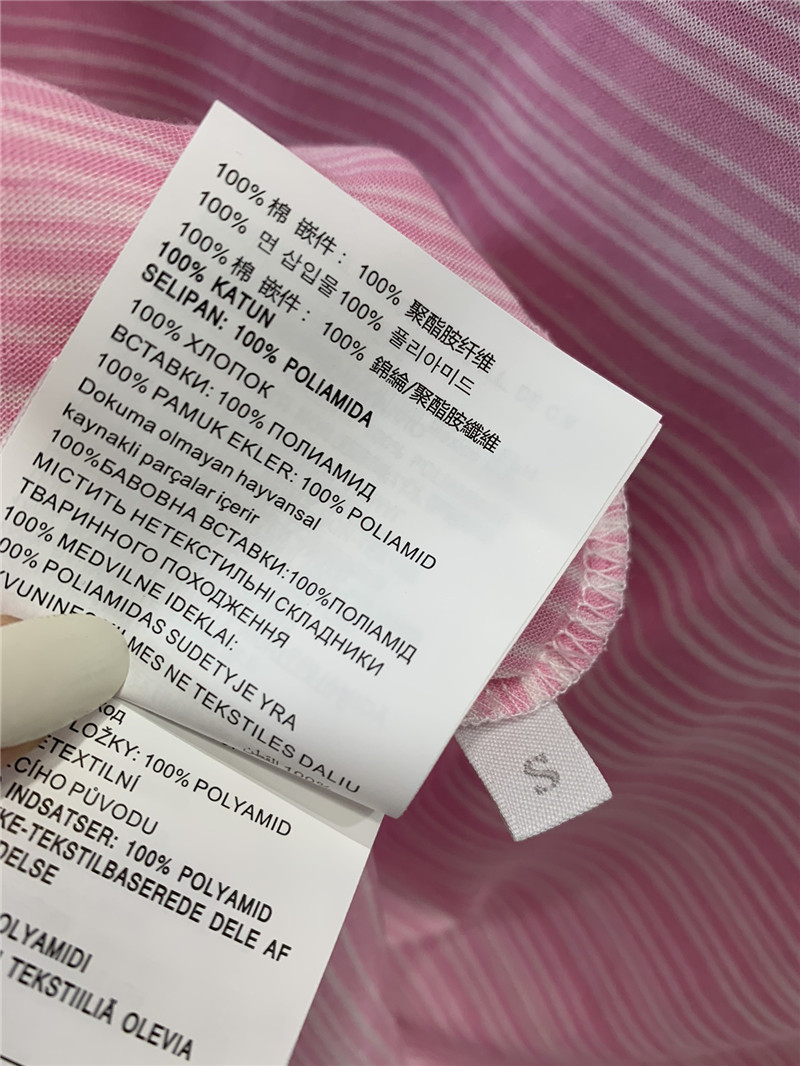 100% 棉 嵌件： 100% 聚酯胺纤维
100% 면 삽입물 100% 폴리아미드
100% 棉 嵌件： 100% 錦綸/聚酯胺纖維
100% KATUN
SELIPAN: 100% POLIAMIDA
100% ХЛОПОК
ВСТАВКИ: 100% ПОЛИАМИД
100% PAMUK EKLER: 100% POLIAMID
Dokuma olmayan hayvansal
kaynakli parçalar içerir
100%БАВОВНА ВСТАВКИ:100%ПОЛІАМІД
МІСТИТЬ НЕТЕКСТИЛЬНІ СКЛАДНИКИ
ТВАРИННОГО ПОХОДЖЕННЯ
100% MEDVILNE IDEKLAI:
00% POLIAMIDAS SUDETYJE YRA
LMES NE TEKSTILES DALIU
код
LOŽKY: 100% POLYAMID
ETEXTILNÍ
CÍHO PŮVODU
INDSATSER: 100% POLYAMID
KE-TEKSTILBASEREDE DELE AF
DELSE
OLYAMIDI
TEKSTIILIÄ OLEVIA
S